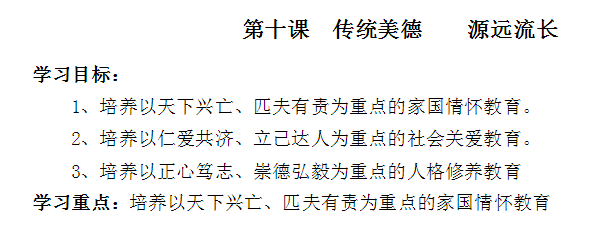 第十课　传统美德　　源远流长
学习目标：
1、培养以天下兴亡、匹夫有责为重点的家国情怀教育。
2、培养以仁爱共济、立己达人为重点的社会关爱教育。
3、培养以正心笃志、崇德弘毅为重点的人格修养教育
学习重点：培养以天下兴亡、匹夫有责为重点的家国情怀教育